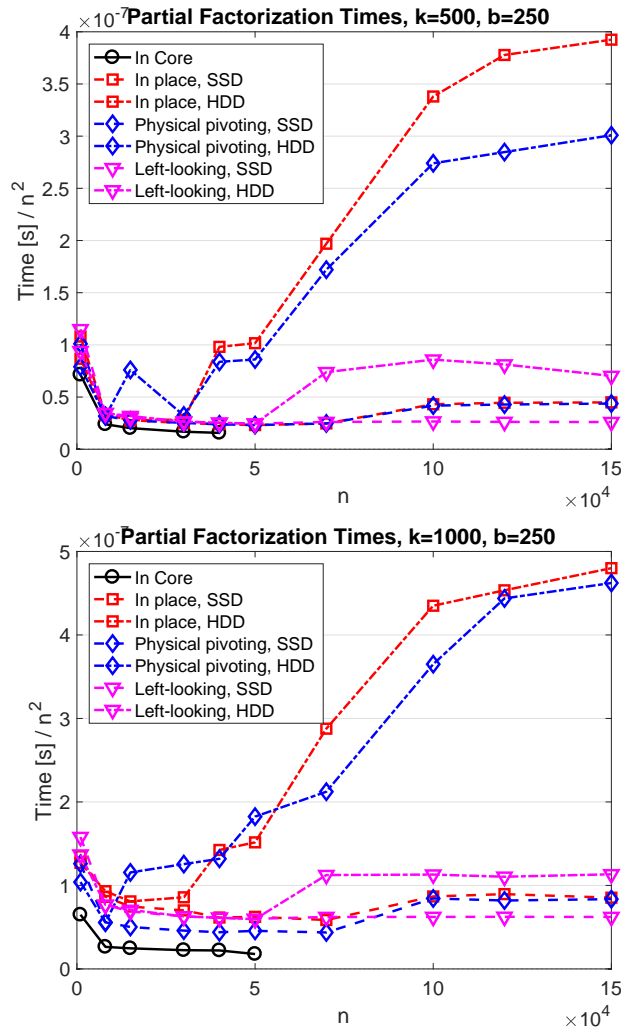 ×10⁻⁷
Partial Factorization Times, k=500, b=250
4
3.5
3
2.5
2
1.5
1
0.5
0
Time [s] / n²
In Core
In place, SSD
In place, HDD
Physical pivoting, SSD
Physical pivoting, HDD
Left-looking, SSD
Left-looking, HDD
0 5 10 15
n
×10⁴
×10⁻⁷
Partial Factorization Times, k=1000, b=250
5
4
3
2
1
0
Time [s] / n²
In Core
In place, SSD
In place, HDD
Physical pivoting, SSD
Physical pivoting, HDD
Left-looking, SSD
Left-looking, HDD
0 5 10 15
n
×10⁴